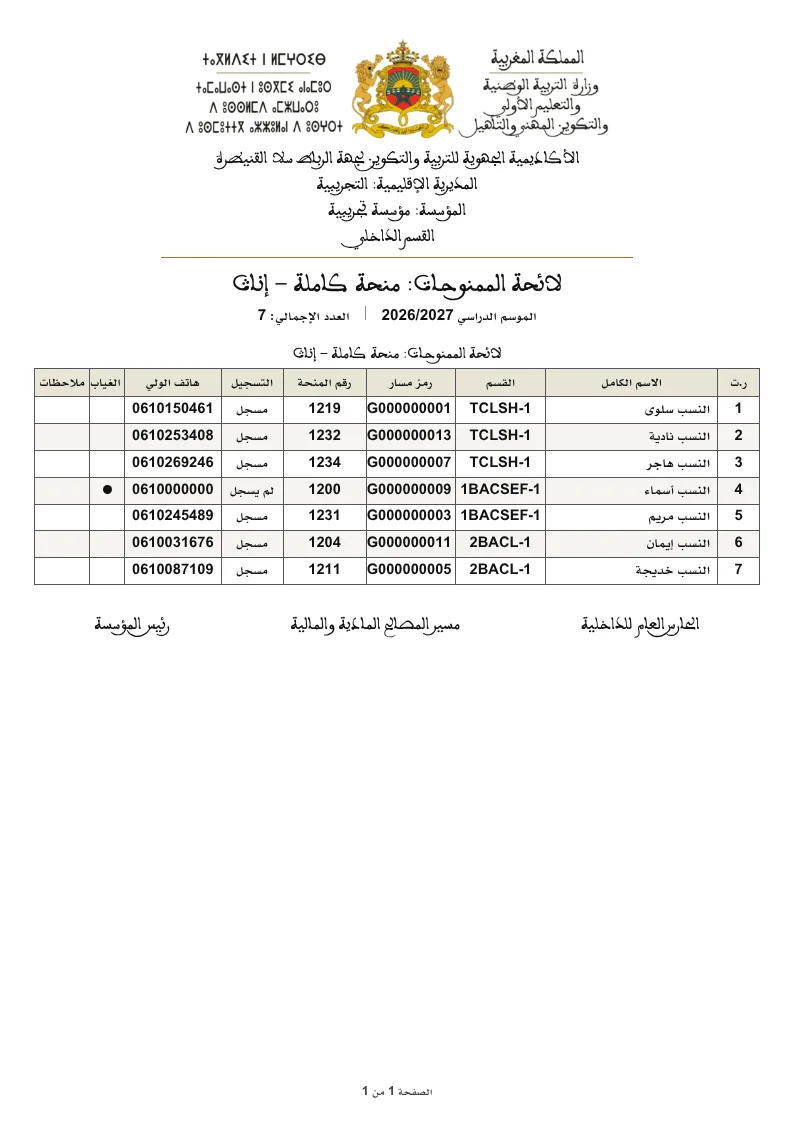 المملكة المغربية
وزارة التربية الوطنية
والتعليم الأولي
والتكوين المهني والتأهيل
ⵜⴰⴳⵍⴷⵉⵜ ⵏ ⵍⵎⵖⵔⵉⴱ
الأكاديمية الجهوية للتربية والتكوين لجهة الرباط سلا القنيطرة
المديرية الإقليمية: التجريبية
المؤسسة: مؤسسة تجريبية
القسم الداخلي
لائحة الممنوحات: منحة كاملة – إناث
الموسم الدراسي 2026/2027 | العدد الإجمالي: 7
لائحة الممنوحات: منحة كاملة – إناث
ر.ت الاسم الكامل القسم رمز مسار رقم المنحة التسجيل هاتف الولي الغياب ملاحظات
1 النسب سلوى TCLSH-1 G000000001 1219 مسجل 0610150461
2 النسب نادية TCLSH-1 G000000013 1232 مسجل 0610253408
3 النسب هاجر TCLSH-1 G000000007 1234 مسجل 0610269246
4 النسب أسماء 1BACSEF-1 G000000009 1200 لم يسجل 0610000000 ●
5 النسب مريم 1BACSEF-1 G000000003 1231 مسجل 0610245489
6 النسب إيمان 2BACL-1 G000000011 1204 مسجل 0610031676
7 النسب خديجة 2BACL-1 G000000005 1211 مسجل 0610087109
الحارس العام للداخلية مسير المصالح المادية والمالية رئيس المؤسسة
الصفحة 1 من 1